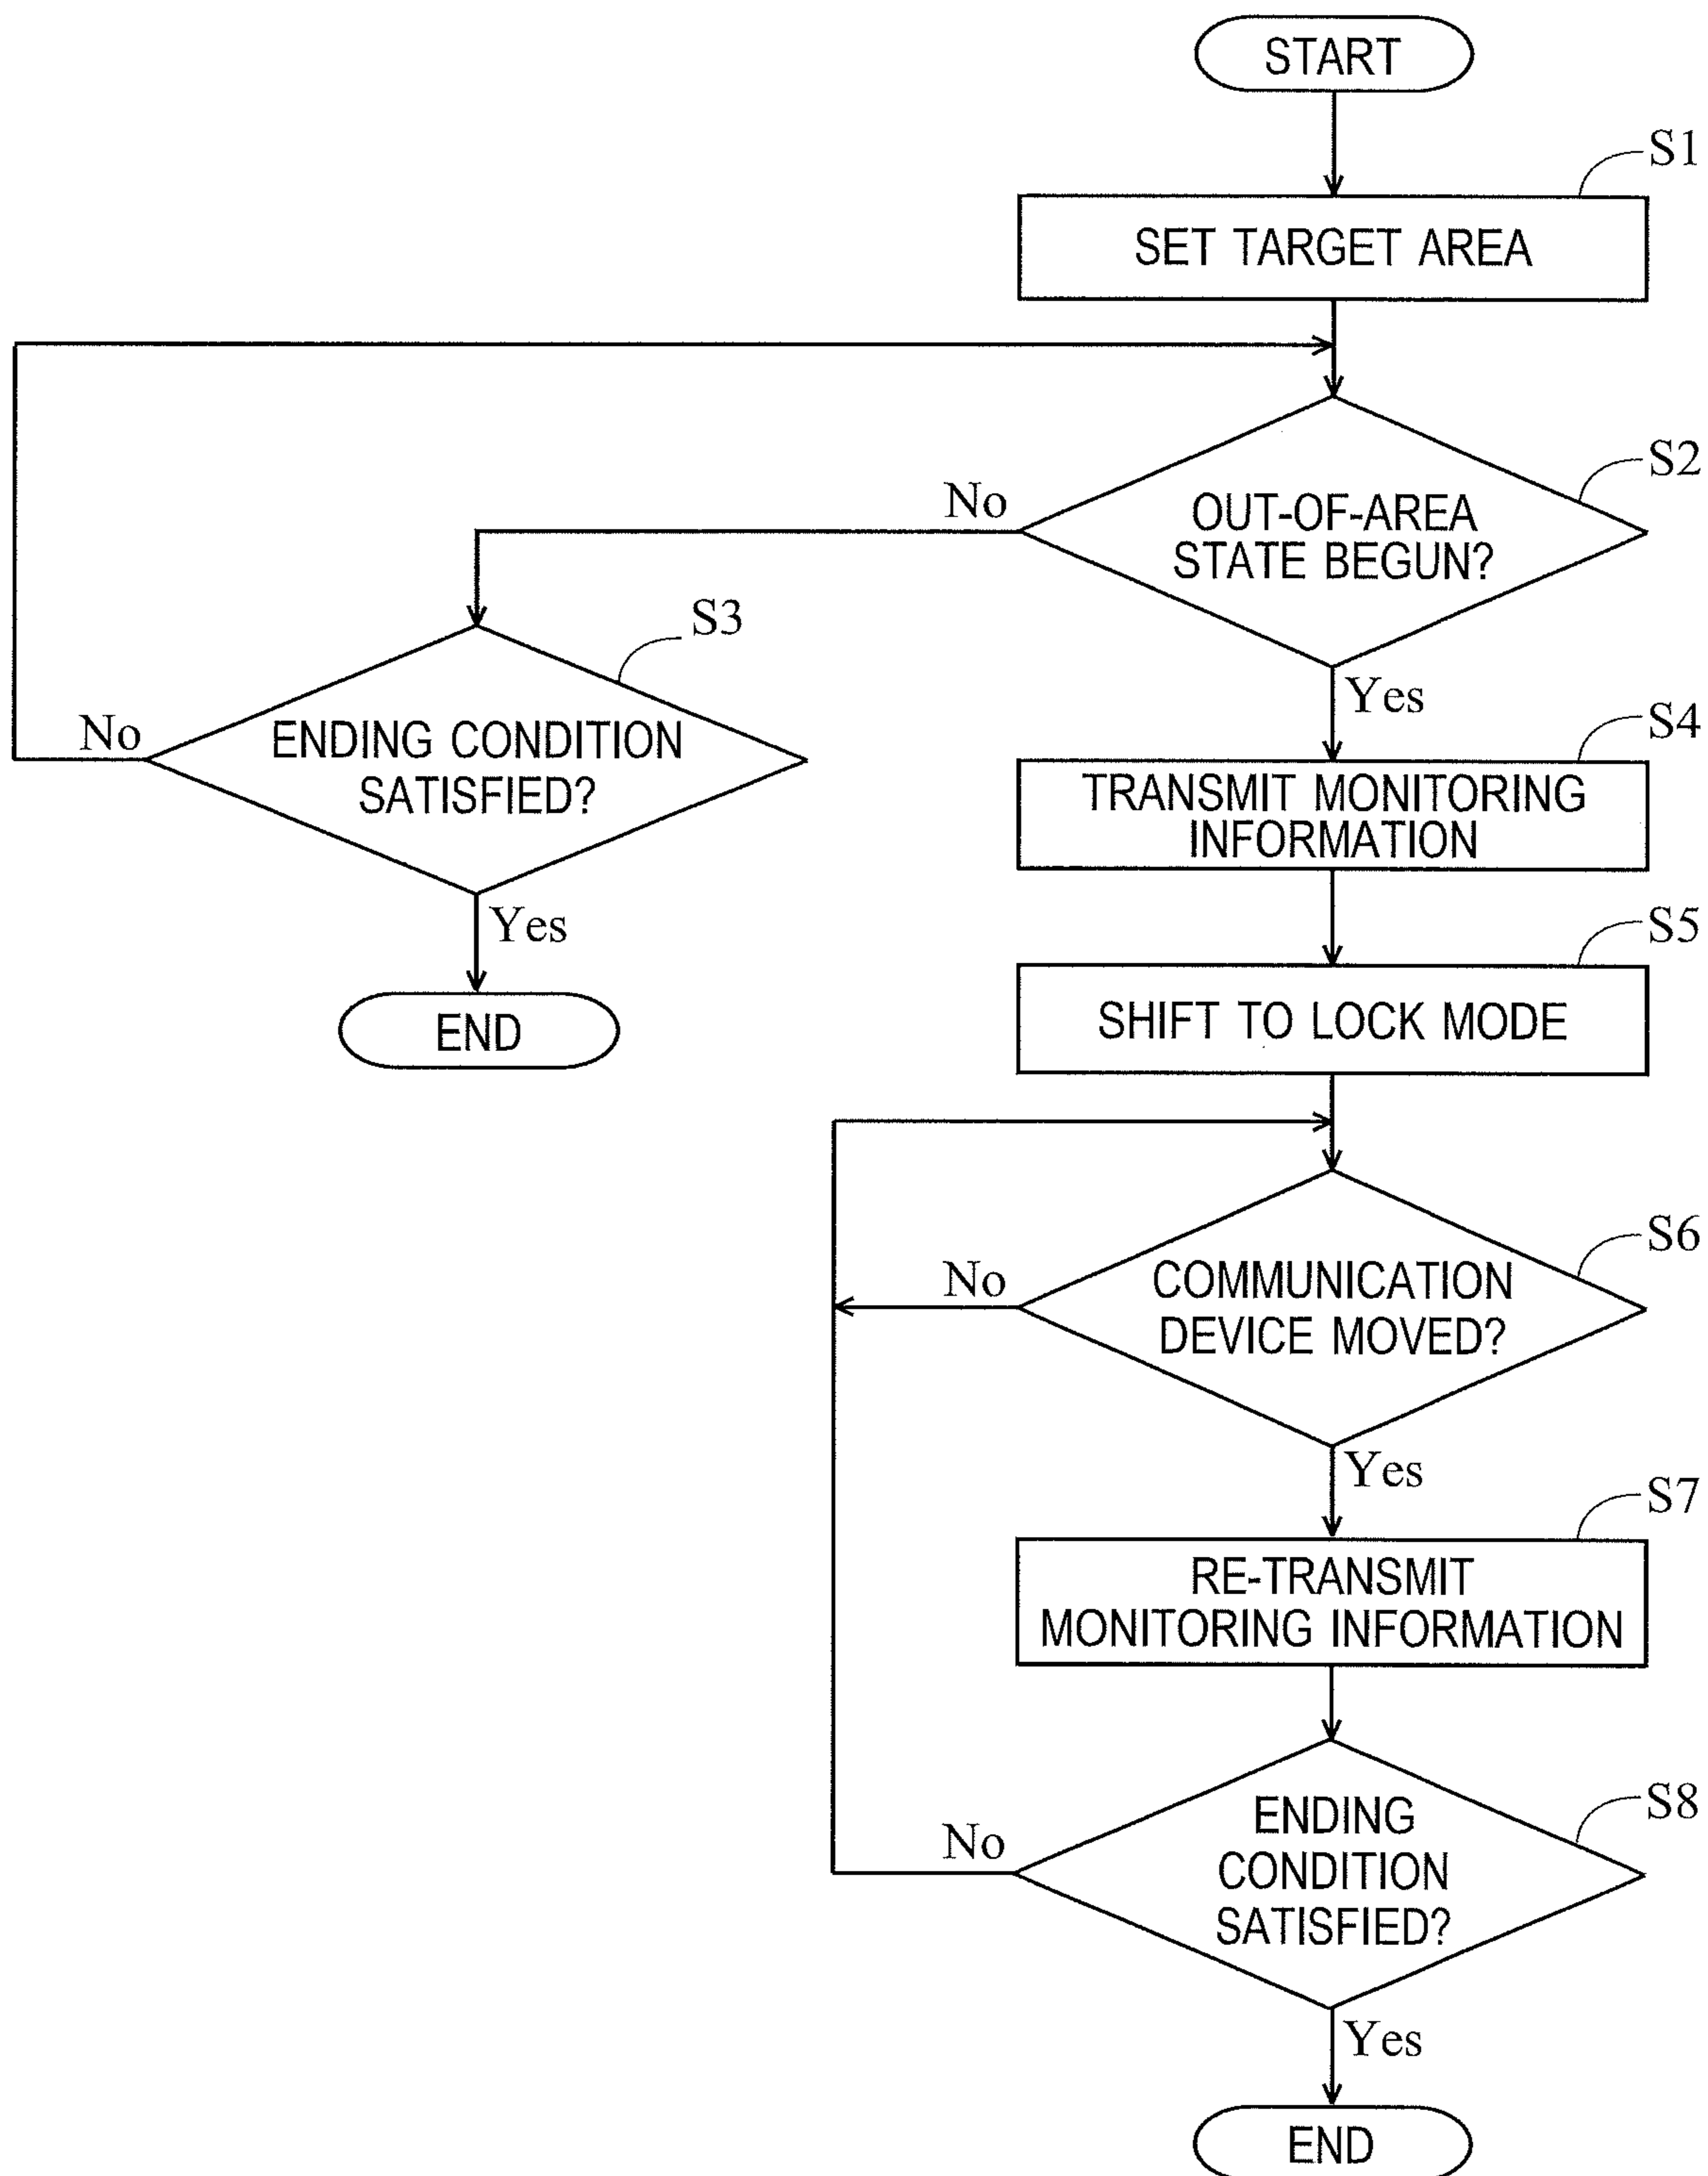 START
S1
SET TARGET AREA
S2
No
OUT-OF-AREA
STATE BEGUN?
S3
Yes
No
ENDING CONDITION
SATISFIED?
S4
TRANSMIT MONITORING
INFORMATION
Yes
S5
END
SHIFT TO LOCK MODE
S6
No
COMMUNICATION
DEVICE MOVED?
Yes
S7
RE-TRANSMIT
MONITORING INFORMATION
S8
No
ENDING
CONDITION
SATISFIED?
Yes
END